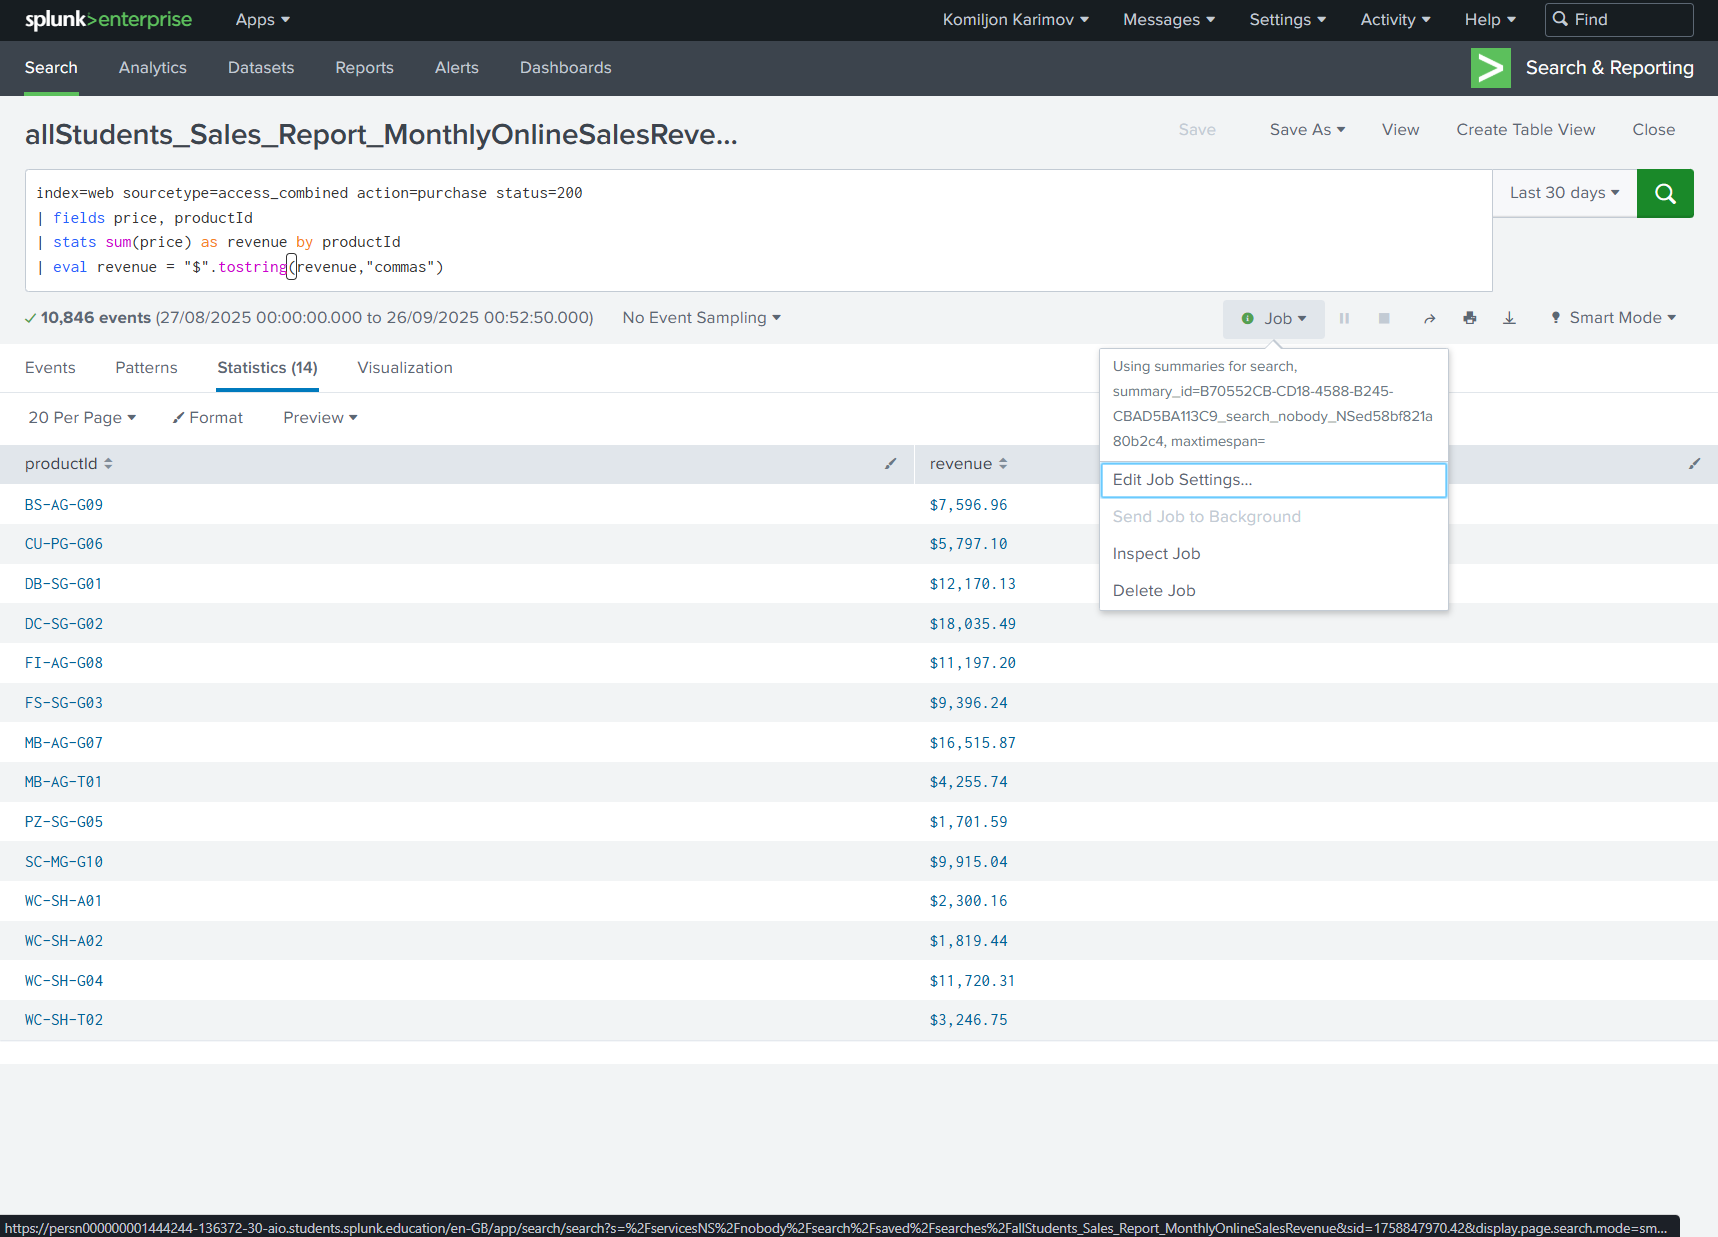 splunk>enterprise Apps Komiljon Karimov Messages Settings Activity Help Find
Search Analytics Datasets Reports Alerts Dashboards Search & Reporting
allStudents_Sales_Report_MonthlyOnlineSalesReve... Save Save As View Create Table View Close
index=web sourcetype=access_combined action=purchase status=200 Last 30 days
| fields price, productId
| stats sum(price) as revenue by productId
| eval revenue = "$".tostring(revenue,"commas")
10,846 events (27/08/2025 00:00:00.000 to 26/09/2025 00:52:50.000) No Event Sampling Job Smart Mode
Events Patterns Statistics (14) Visualization
Using summaries for search,
summary_id=B70552CB-CD18-4588-B245-
CBAD5BA113C9_search_nobody_NSed58bf821a
80b2c4, maxtimespan=
Edit Job Settings...
Send Job to Background
Inspect Job
Delete Job
20 Per Page Format Preview
productId revenue
BS-AG-G09 $7,596.96
CU-PG-G06 $5,797.10
DB-SG-G01 $12,170.13
DC-SG-G02 $18,035.49
FI-AG-G08 $11,197.20
FS-SG-G03 $9,396.24
MB-AG-G07 $16,515.87
MB-AG-T01 $4,255.74
PZ-SG-G05 $1,701.59
SC-MG-G10 $9,915.04
WC-SH-A01 $2,300.16
WC-SH-A02 $1,819.44
WC-SH-G04 $11,720.31
WC-SH-T02 $3,246.75
https://persn000000001444244-136372-30-aio.students.splunk.education/en-GB/app/search/search?s=%2FservicesNS%2Fnobody%2Fsearch%2Fsaved%2Fsearches%2FallStudents_Sales_Report_MonthlyOnlineSalesRevenue&sid=1758847970.42&display.page.search.mode=sm...